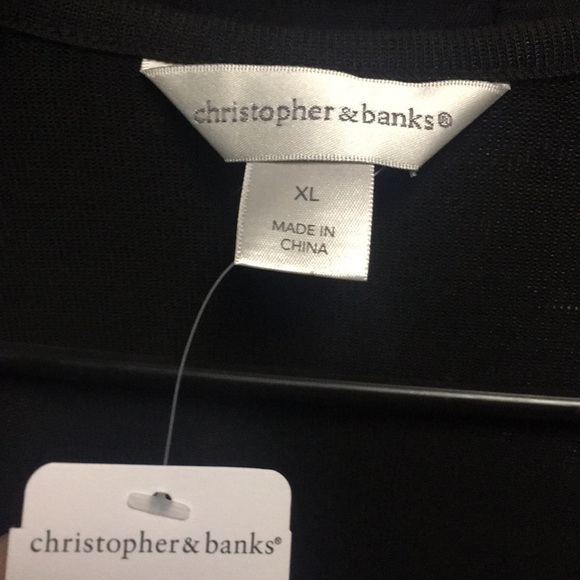 christopher & banks®
XL
MADE IN
CHINA
christopher & banks®